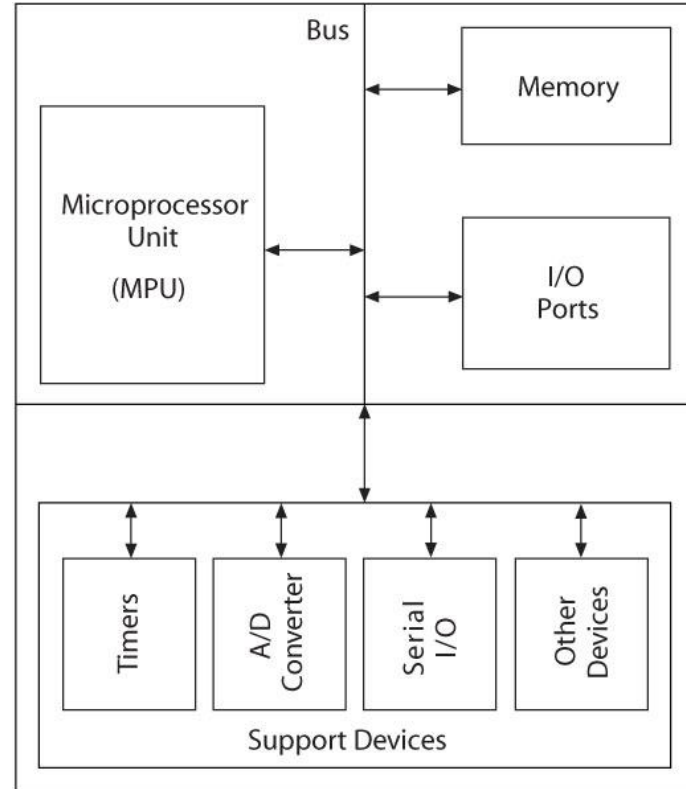 Bus
Memory
Microprocessor
Unit
(MPU)
I/O
Ports
Timers
A/D
Converter
Serial
I/O
Other
Devices
Support Devices